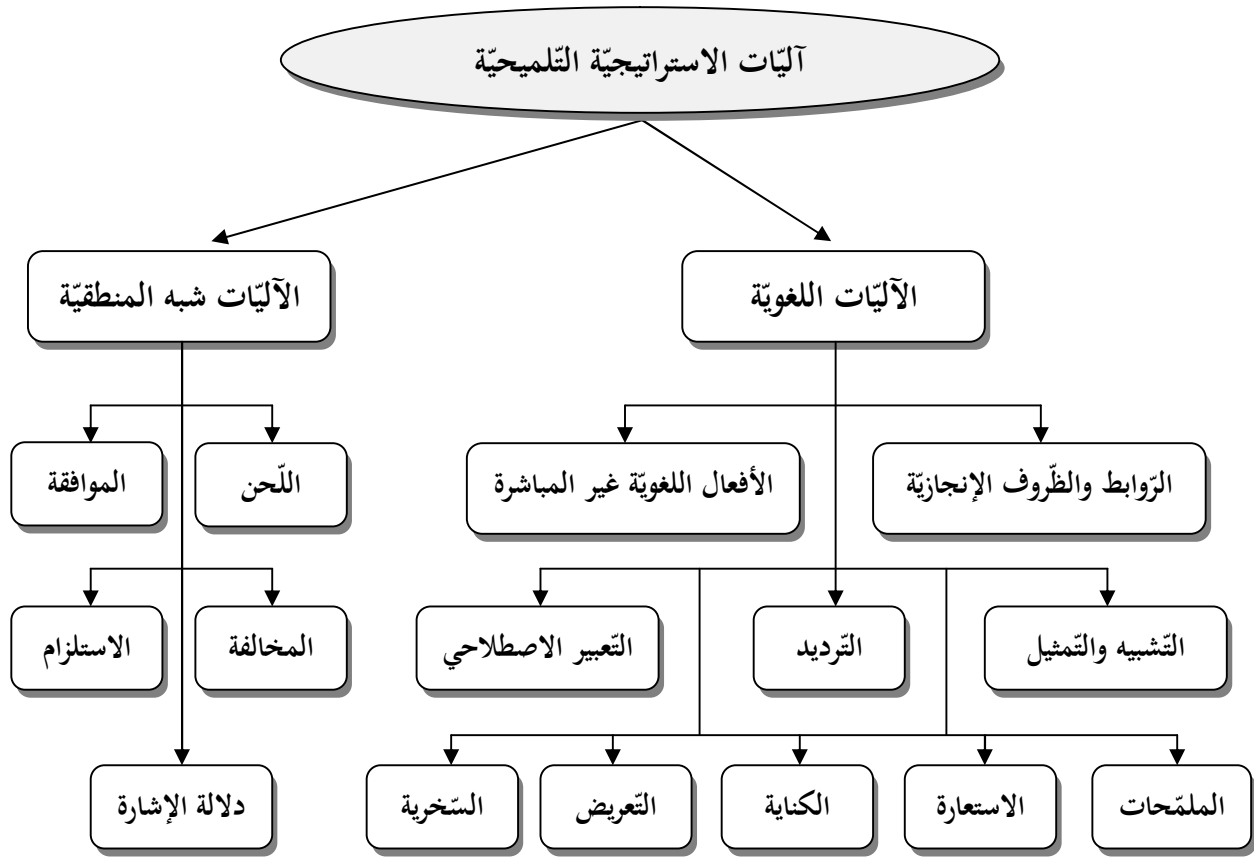 آليّات الاستراتيجيّة التّلميحيّة
الآليّات اللغويّة
الآليّات شبه المنطقيّة
الرّوابط والظّروف الإنجازيّة
الأفعال اللغويّة غير المباشرة
اللّحن
الموافقة
التّشبيه والتّمثيل
التّرديد
التّعبير الاصطلاحي
المخالفة
الاستلزام
الملمّحات
الاستعارة
الكناية
التّعريض
السّخرية
دلالة الإشارة